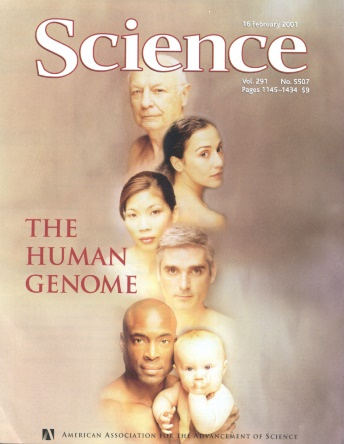 16 February 2001
Science
Vol. 291 No. 5507
Pages 1145–1434 $9
THE
HUMAN
GENOME
AMERICAN ASSOCIATION FOR THE ADVANCEMENT OF SCIENCE